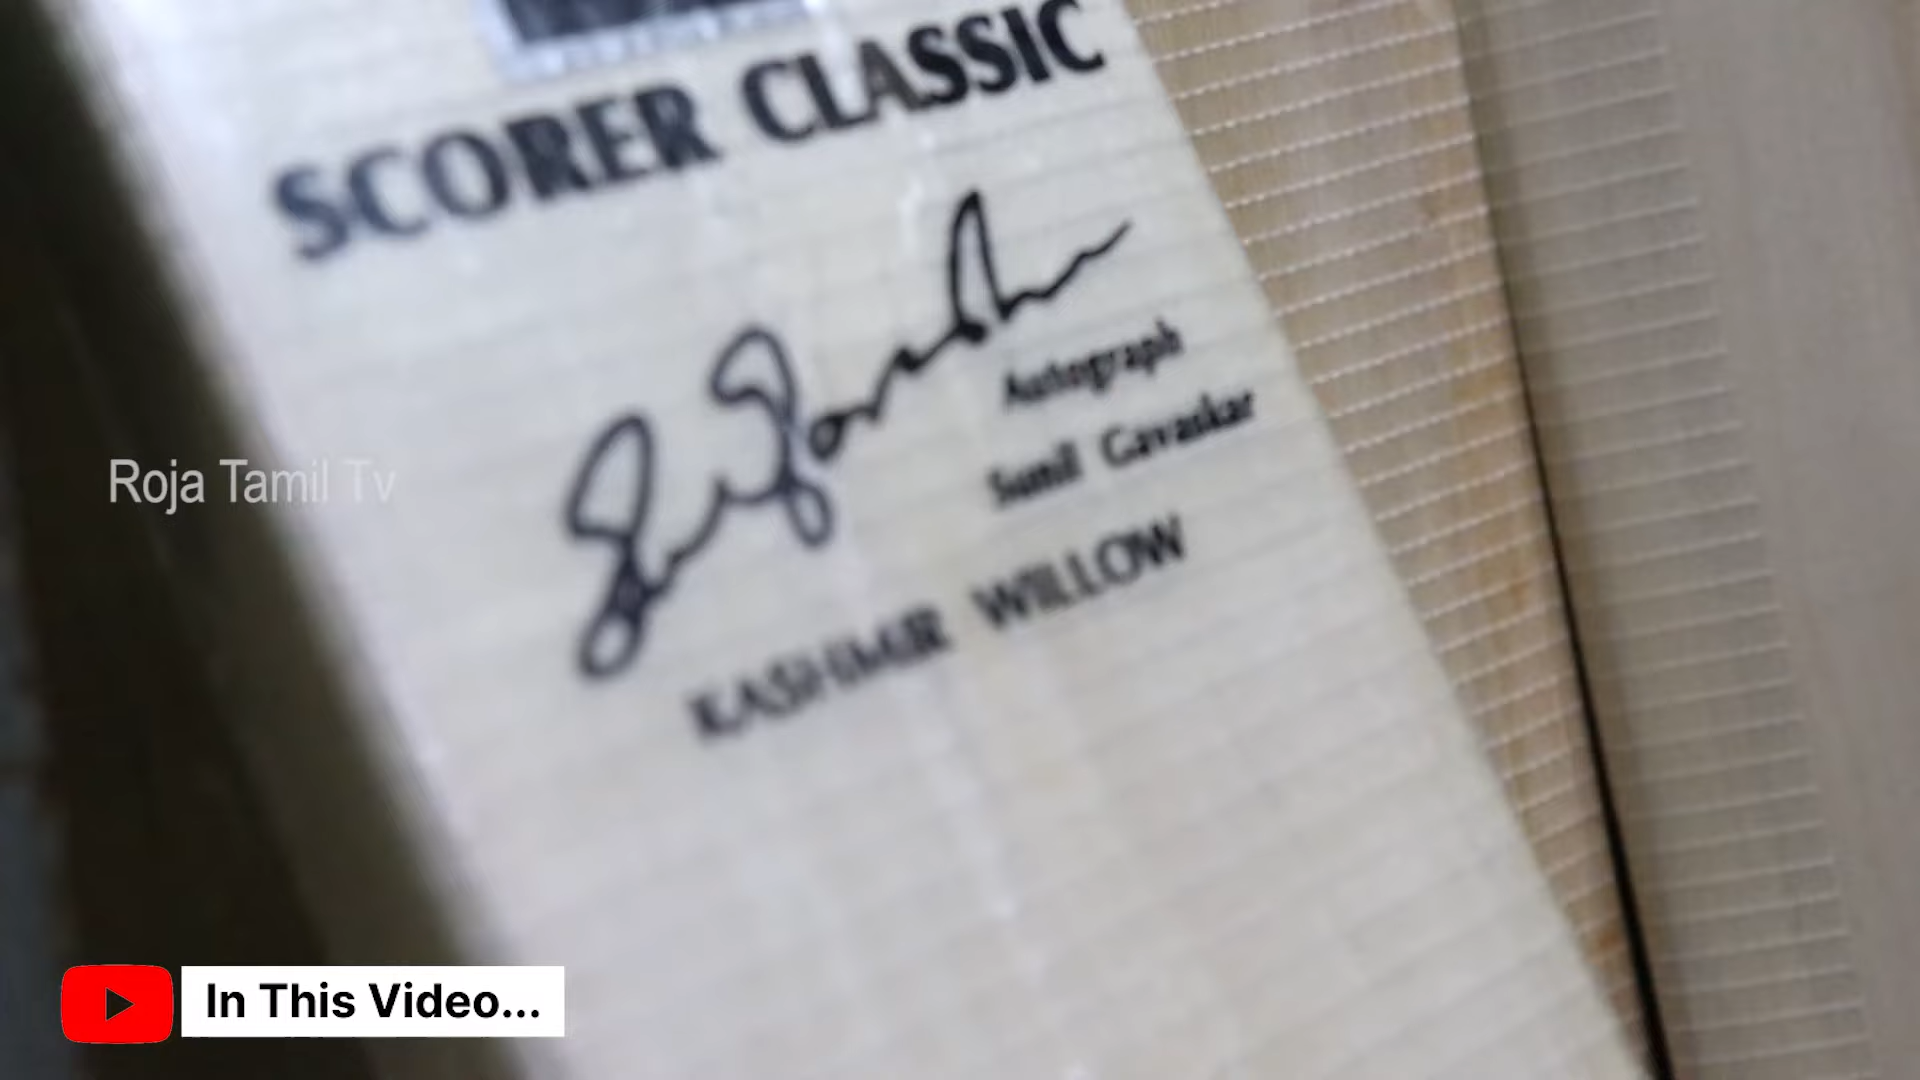 SCORER CLASSIC
Autograph
Sunil Gavaskar
KASHMIR WILLOW
Roja Tamil Tv
In This Video...